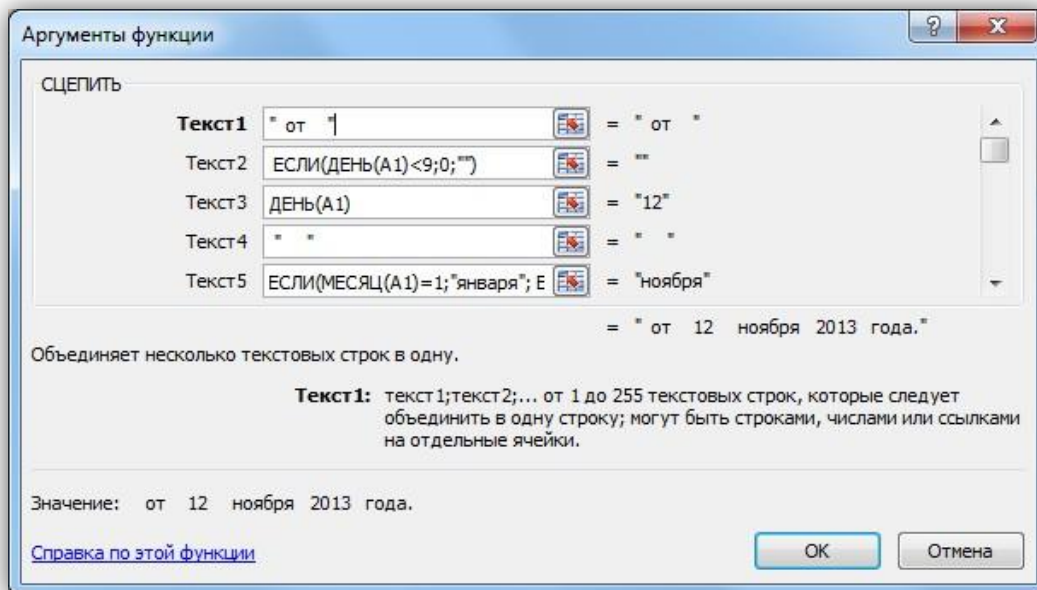 Аргументы функции
СЦЕПИТЬ
Текст1 " от " = " от "
Текст2 ЕСЛИ(ДЕНЬ(A1)<9;0;"") = ""
Текст3 ДЕНЬ(A1) = "12"
Текст4 " " = " "
Текст5 ЕСЛИ(МЕСЯЦ(A1)=1;"января"; Е = "ноября"
= " от 12 ноября 2013 года."
Объединяет несколько текстовых строк в одну.
Текст1: текст1;текст2;... от 1 до 255 текстовых строк, которые следует
объединить в одну строку; могут быть строками, числами или ссылками
на отдельные ячейки.
Значение: от 12 ноября 2013 года.
Справка по этой функции
ОК
Отмена